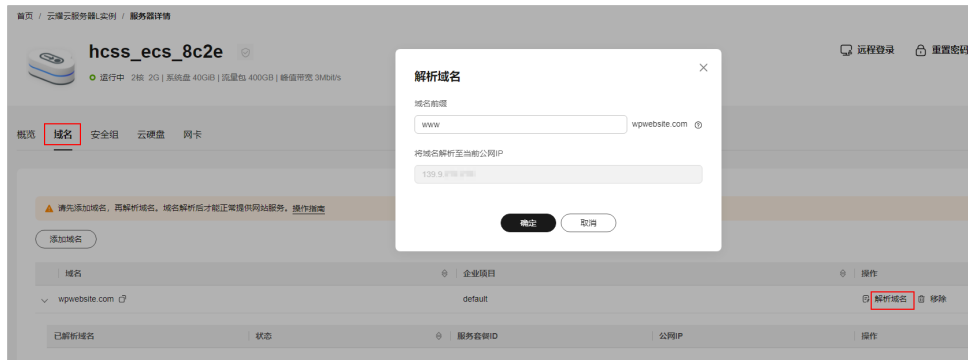 首页 / 云耀云服务器L实例 / 服务器详情
hcss_ecs_8c2e
运行中 2核 2G | 系统盘 40GiB | 流量包 400GB | 峰值带宽 3Mbit/s
远程登录 重置密码
概览 域名 安全组 云硬盘 网卡
解析域名
域名前缀
www wpwebsite.com
将域名解析至当前公网IP
139.9.
确定 取消
请先添加域名，再解析域名。域名解析后才能正常提供网站服务。操作指南
添加域名
域名 企业项目 操作
wpwebsite.com default 解析域名 移除
已解析域名 状态 服务套餐ID 公网IP 操作